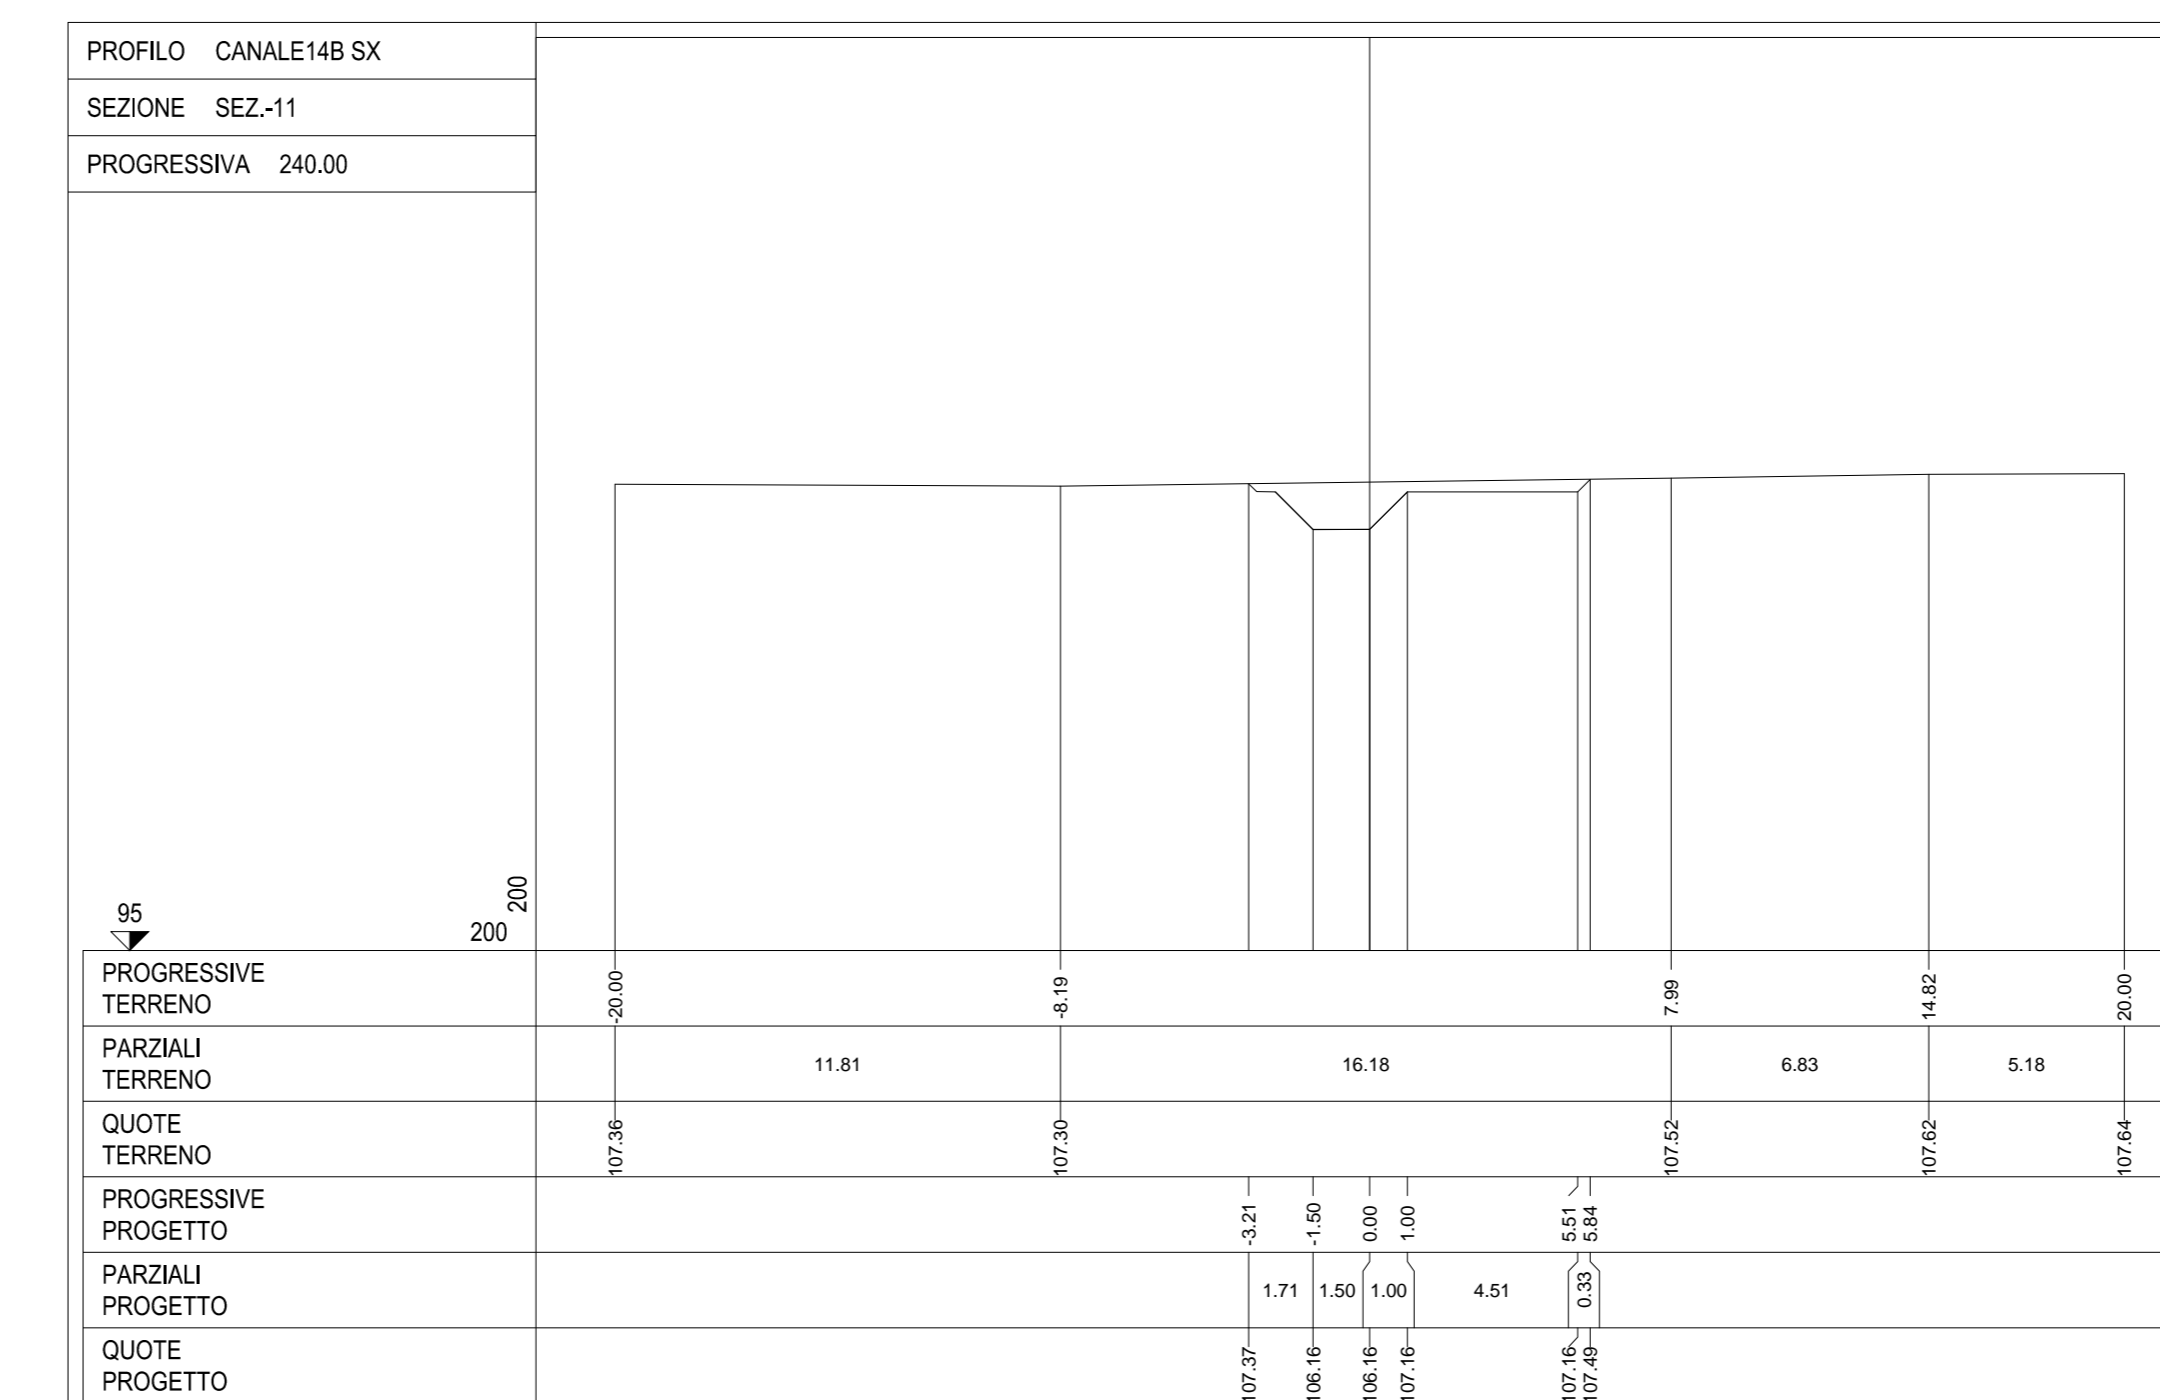 PROFILO CANALE14B SX
SEZIONE SEZ.-11
PROGRESSIVA 240.00
200
95
200
PROGRESSIVE
TERRENO
-20.00 -8.19 7.99 14.82 20.00
PARZIALI
TERRENO
11.81 16.18 6.83 5.18
QUOTE
TERRENO
107.36 107.30 107.52 107.62 107.64
PROGRESSIVE
PROGETTO
-3.21 -1.50 0.00 1.00 5.51 5.84
PARZIALI
PROGETTO
1.71 1.50 1.00 4.51 0.33
QUOTE
PROGETTO
107.37 106.16 106.16 107.16 107.16 107.49